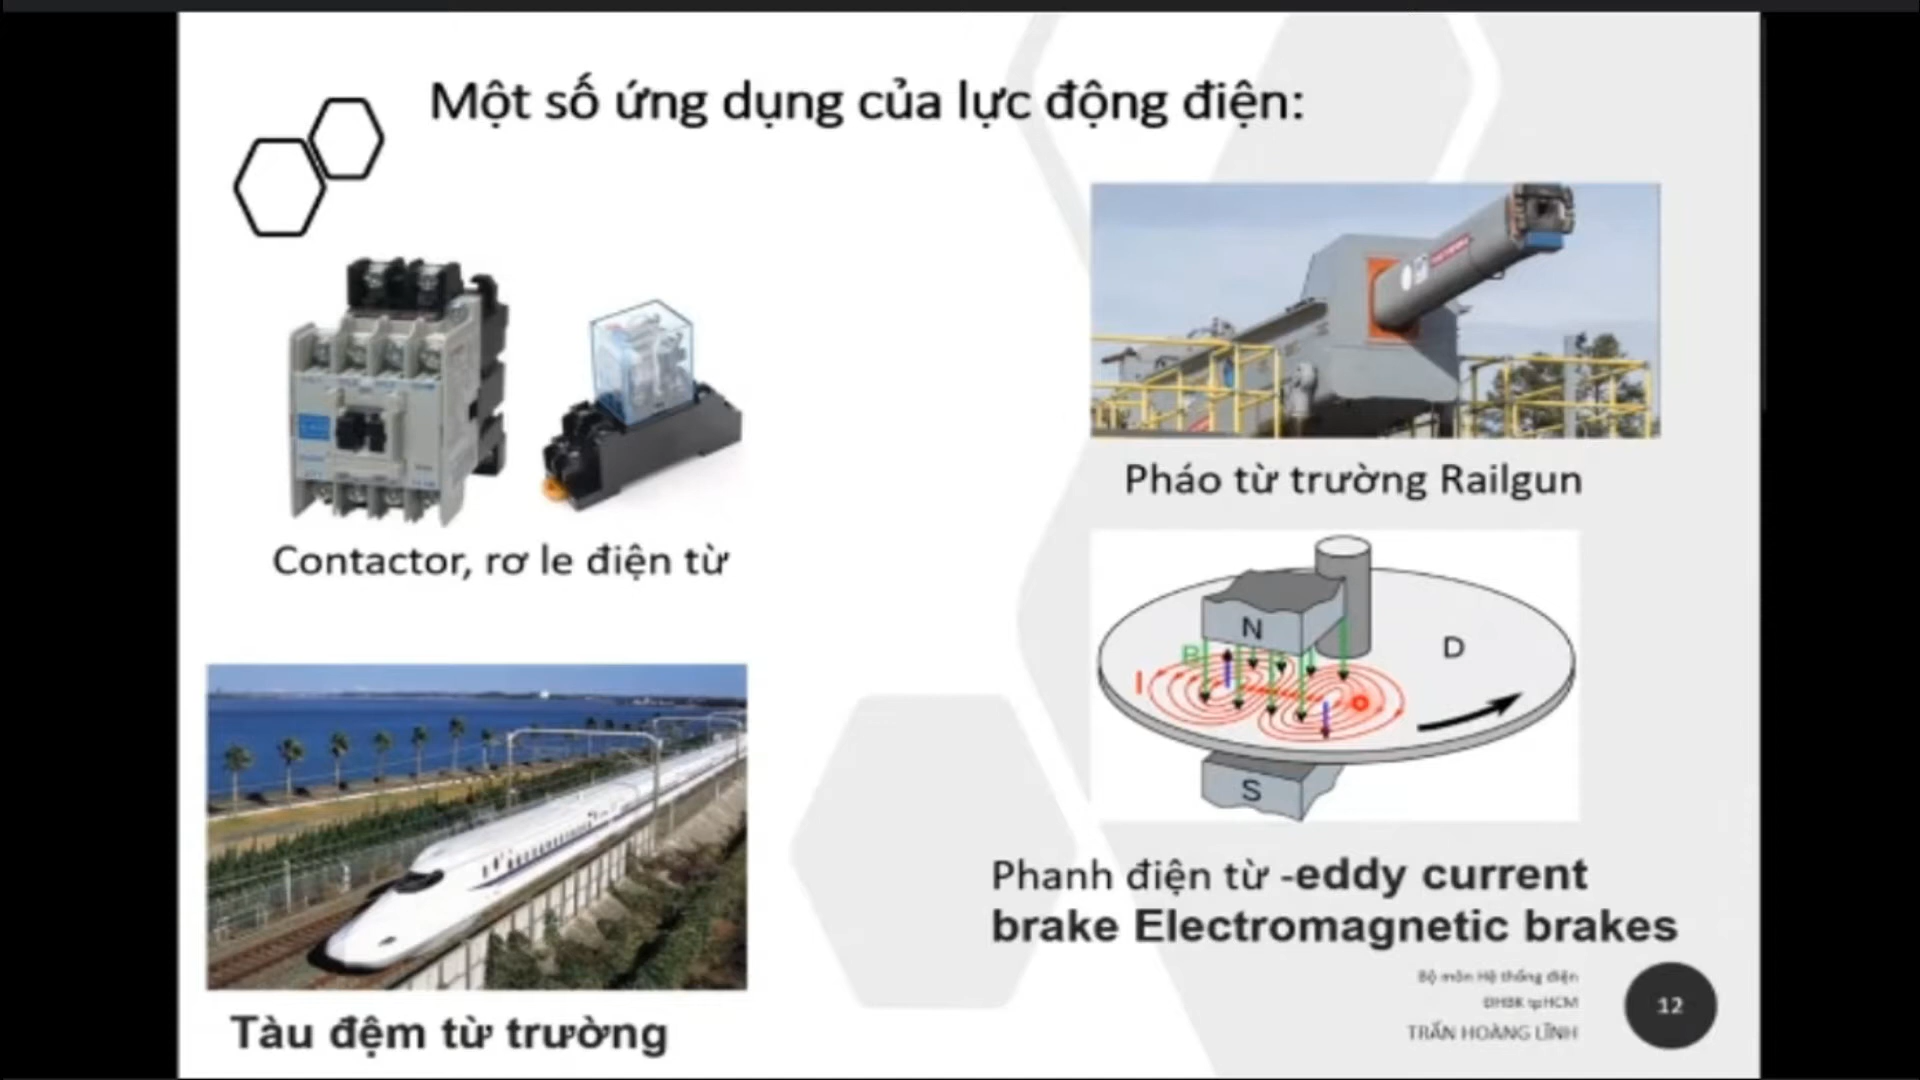 Một số ứng dụng của lực động điện:
Contactor, rơ le điện từ
Pháo từ trường Railgun
N
D
B
I
S
Tàu đệm từ trường
Phanh điện từ -eddy current
brake Electromagnetic brakes
Bộ môn Hệ thống điện
ĐHBK tpHCM
TRẦN HOÀNG LĨNH
12